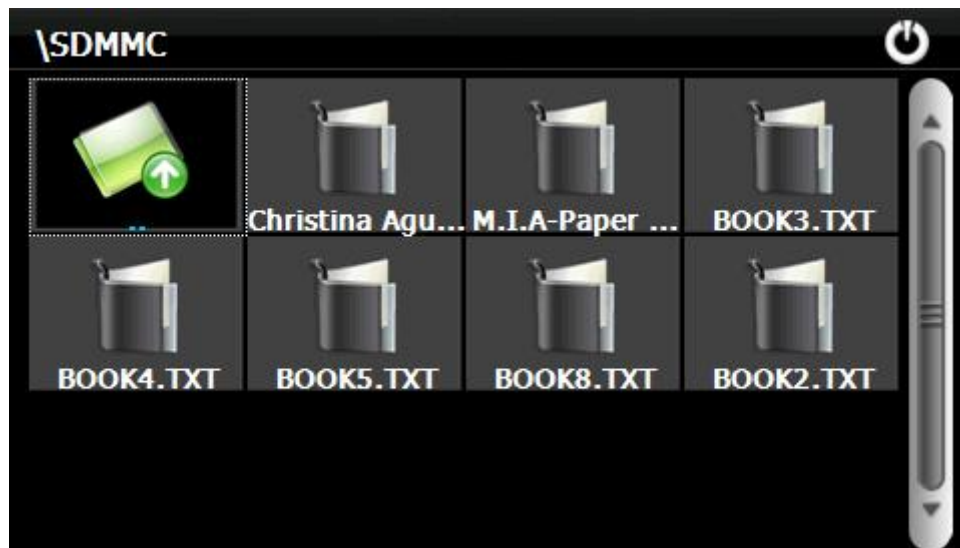 \SDMMC
..
Christina Agu...
M.I.A-Paper ...
BOOK3.TXT
BOOK4.TXT
BOOK5.TXT
BOOK8.TXT
BOOK2.TXT